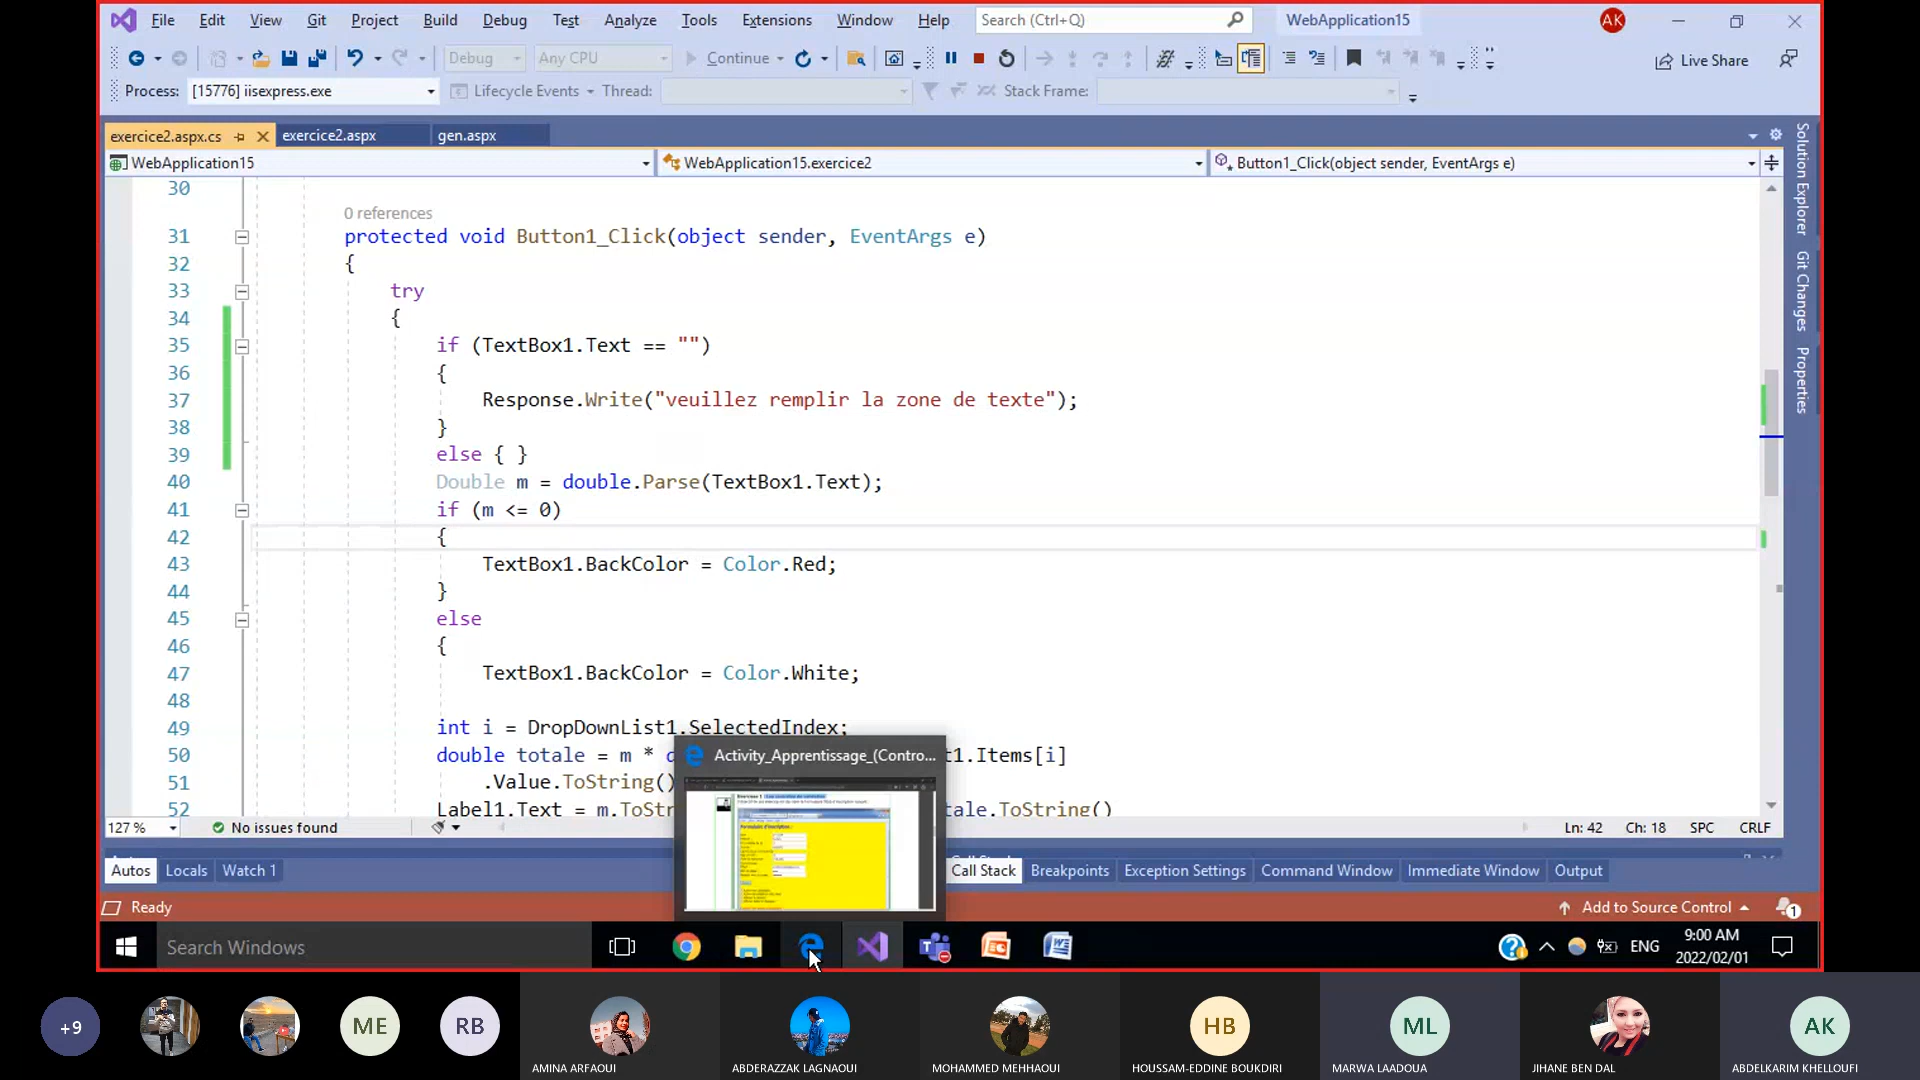 File Edit View Git Project Build Debug Test Analyze Tools Extensions Window Help Search (Ctrl+Q) WebApplication15 AK
Debug Any CPU Continue Live Share
Process: [15776] iisexpress.exe Lifecycle Events Thread: Stack Frame:
exercice2.aspx.cs exercice2.aspx gen.aspx
WebApplication15 WebApplication15.exercice2 Button1_Click(object sender, EventArgs e)
Solution Explorer
Git Changes
Properties
30
0 references
31 protected void Button1_Click(object sender, EventArgs e)
32 {
33 try
34 {
35 if (TextBox1.Text == "")
36 {
37 Response.Write("veuillez remplir la zone de texte");
38 }
39 else { }
40 Double m = double.Parse(TextBox1.Text);
41 if (m <= 0)
42 {
43 TextBox1.BackColor = Color.Red;
44 }
45 else
46 {
47 TextBox1.BackColor = Color.White;
48
49 int i = DropDownList1.SelectedIndex;
50 double totale = m * d t1.Items[i]
51 .Value.ToString()
52 Label1.Text = m.ToStr tale.ToString()
Activity_Apprentissage_(Contro...
127 % No issues found Ln: 42 Ch: 18 SPC CRLF
Autos Locals Watch 1 Call Stack Breakpoints Exception Settings Command Window Immediate Window Output
Ready Add to Source Control 1
Search Windows ENG 9:00 AM
2022/02/01
+9 ME RB HB ML AK
AMINA ARFAOUI ABDERAZZAK LAGNAOUI MOHAMMED MEHHAOUI HOUSSAM-EDDINE BOUKDIRI MARWA LAADOUA JIHANE BEN DAL ABDELKARIM KHELLOUFI